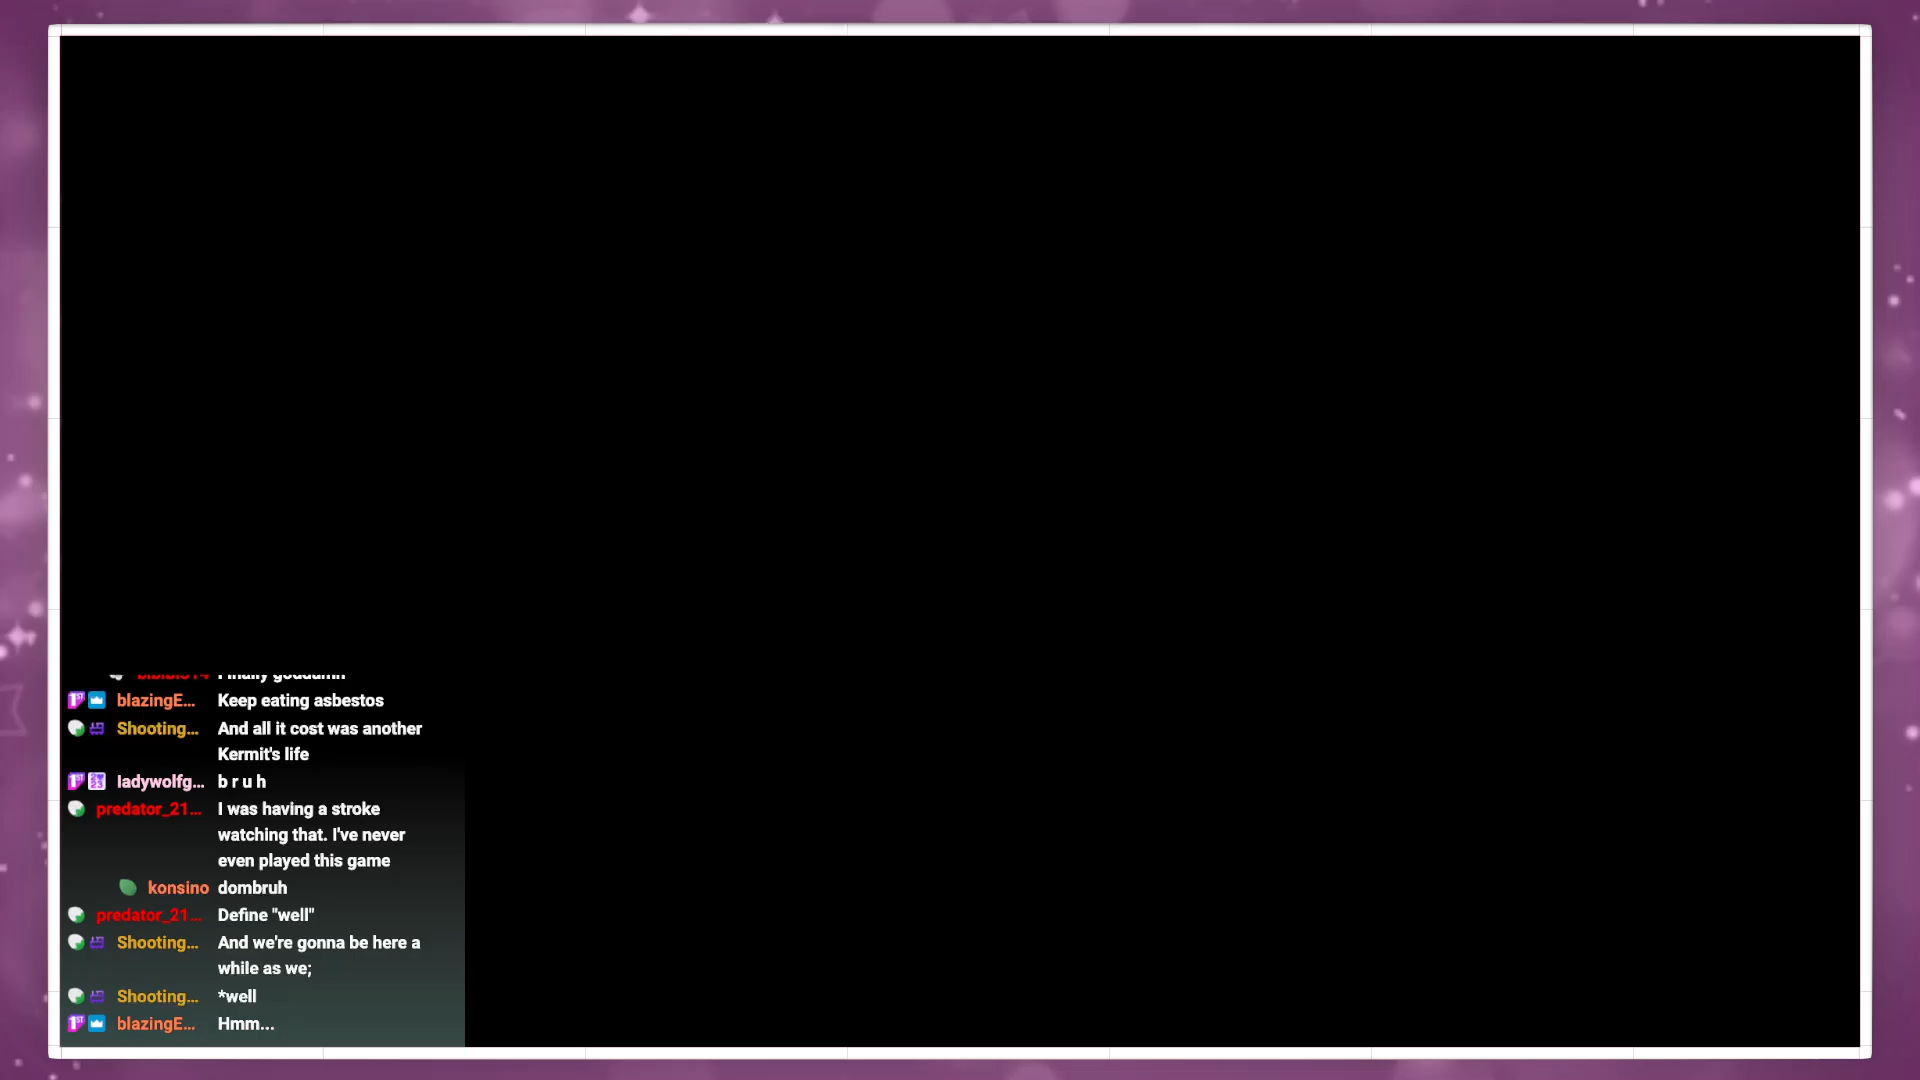 blazingE... Keep eating asbestos
Shooting... And all it cost was another
Kermit's life
ladywolfg... b r u h
predator_21... I was having a stroke
watching that. I've never
even played this game
konsino dombruh
predator_21... Define "well"
Shooting... And we're gonna be here a
while as we;
Shooting... *well
blazingE... Hmm...